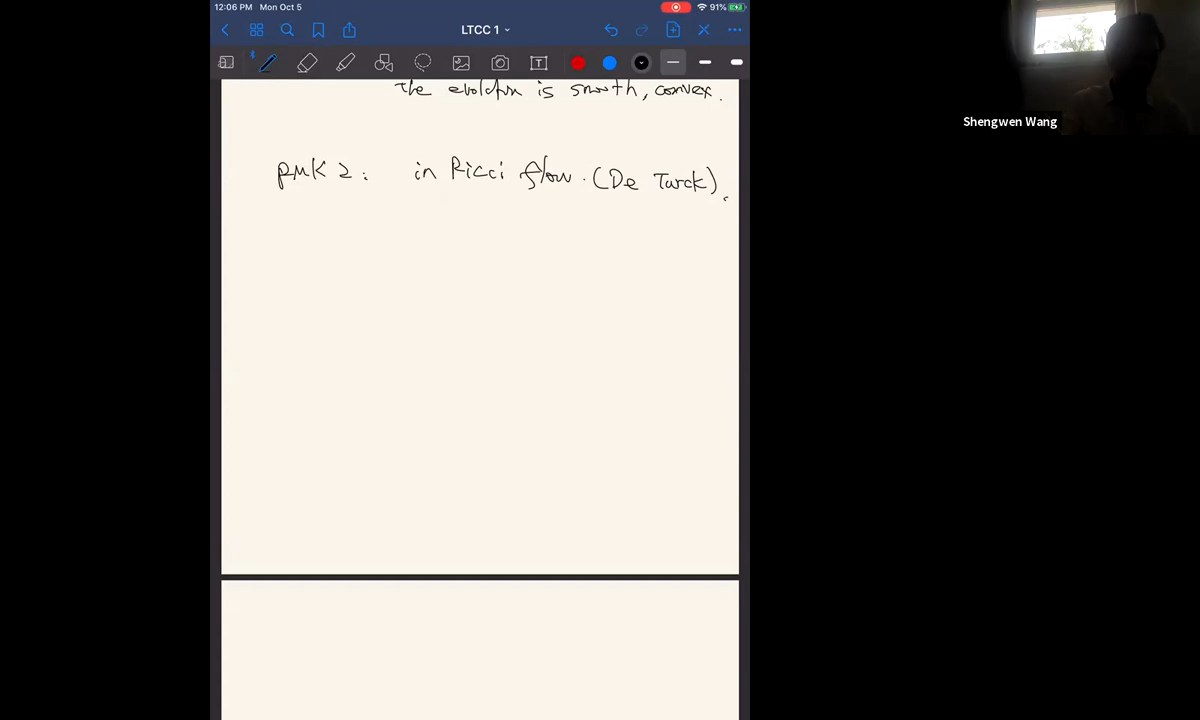 12:06 PM Mon Oct 5
91%
LTCC 1
T
the evolution is smooth, convex.
Shengwen Wang
RMK 2: in Ricci flow. (De Turck).